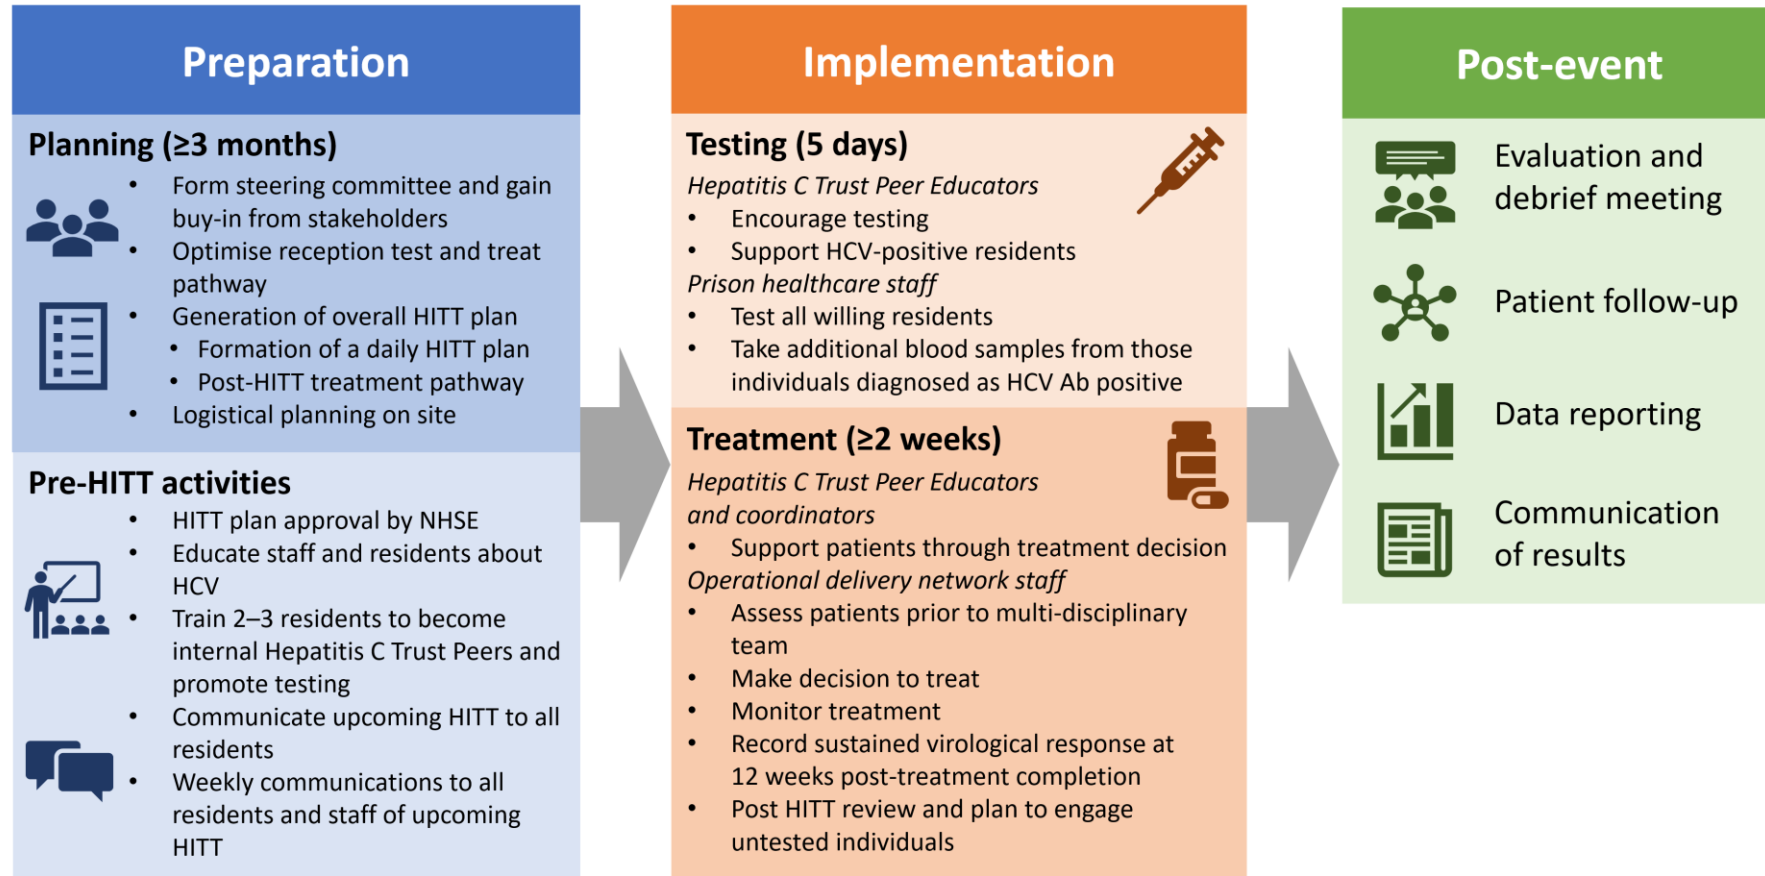 Preparation
Planning (≥3 months)
• Form steering committee and gain
buy-in from stakeholders
• Optimise reception test and treat
pathway
• Generation of overall HITT plan
• Formation of a daily HITT plan
• Post-HITT treatment pathway
• Logistical planning on site
Pre-HITT activities
• HITT plan approval by NHSE
• Educate staff and residents about
HCV
• Train 2–3 residents to become
internal Hepatitis C Trust Peers and
promote testing
• Communicate upcoming HITT to all
residents
• Weekly communications to all
residents and staff of upcoming
HITT
Implementation
Testing (5 days)
Hepatitis C Trust Peer Educators
• Encourage testing
• Support HCV-positive residents
Prison healthcare staff
• Test all willing residents
• Take additional blood samples from those
individuals diagnosed as HCV Ab positive
Treatment (≥2 weeks)
Hepatitis C Trust Peer Educators
and coordinators
• Support patients through treatment decision
Operational delivery network staff
• Assess patients prior to multi-disciplinary
team
• Make decision to treat
• Monitor treatment
• Record sustained virological response at
12 weeks post-treatment completion
• Post HITT review and plan to engage
untested individuals
Post-event
Evaluation and
debrief meeting
Patient follow-up
Data reporting
Communication
of results